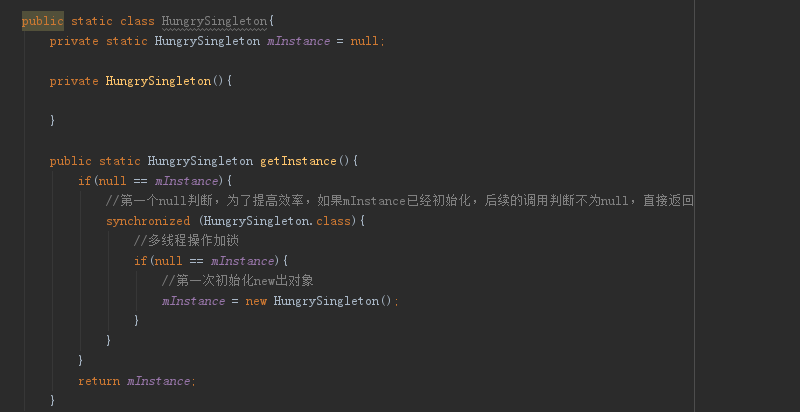 public static class HungrySingleton{
private static HungrySingleton mInstance = null;
private HungrySingleton(){
}
public static HungrySingleton getInstance(){
if(null == mInstance){
//第一个null判断，为了提高效率，如果mInstance已经初始化，后续的调用判断不为null，直接返回
synchronized (HungrySingleton.class){
//多线程操作加锁
if(null == mInstance){
//第一次初始化new出对象
mInstance = new HungrySingleton();
}
}
}
return mInstance;
}